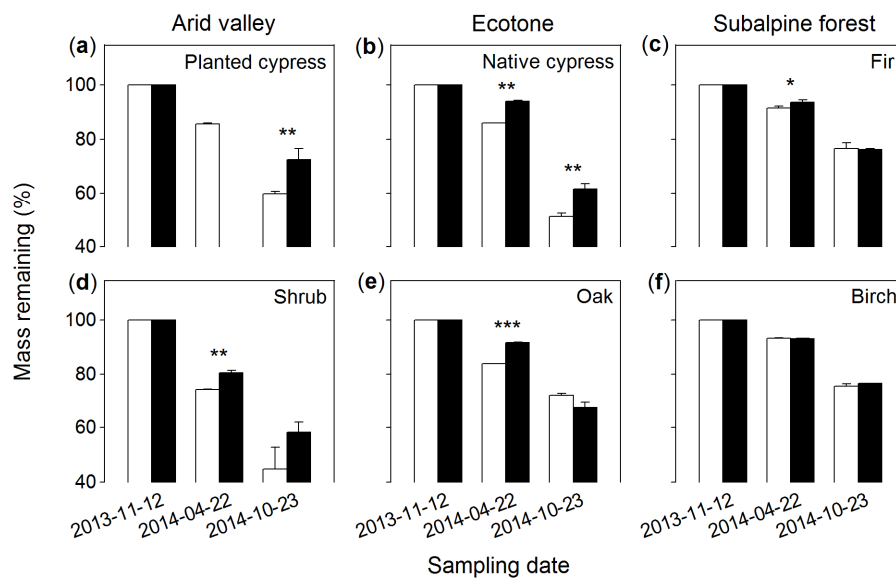 Arid valley
Ecotone
Subalpine forest
(a)
Planted cypress
(b)
Native cypress
(c)
Fir
100
80
60
40
**
**
**
*
(d)
Shrub
(e)
Oak
(f)
Birch
100
80
60
40
**
***
Mass remaining (%)
2013-11-12
2014-04-22
2014-10-23
2013-11-12
2014-04-22
2014-10-23
2013-11-12
2014-04-22
2014-10-23
Sampling date